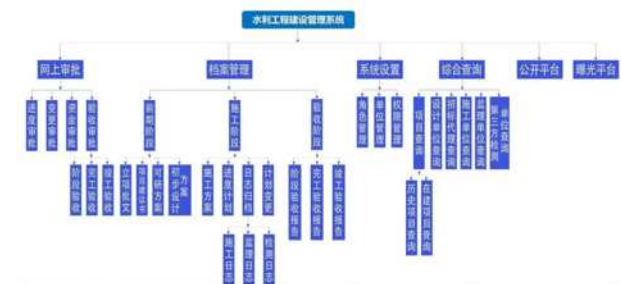 水利工程建设管理系统
网上审批
档案管理
系统设置
综合查询
公开平台
曝光平台
进度审批
变更审批
验收审批
前期阶段
施工阶段
验收阶段
角色管理
单位管理
权限管理
项目查询
设计单位查询
招标代理查询
施工单位查询
监理单位查询
第三方检测
单位查询
阶段验收
完工验收
竣工验收
立项批文
项目建议书
可研方案
初步设计
方案
施工方案
进度计划
日志归档
计划变更
阶段验收报告
完工验收报告
竣工验收报告
历史项目查询
在建项目查询
施工日志
监理日志
检测日志